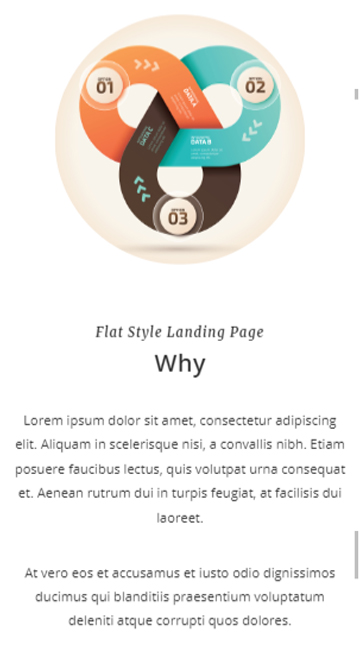 OPTION
01
OPTION
02
DATA A
DATA B
DATA C
OPTION
03
Flat Style Landing Page
Why
Lorem ipsum dolor sit amet, consectetur adipiscing
elit. Aliquam in scelerisque nisi, a convallis nibh. Etiam
posuere faucibus lectus, quis volutpat urna consequat
et. Aenean rutrum dui in turpis feugiat, at facilisis dui
laoreet.
At vero eos et accusamus et iusto odio dignissimos
ducimus qui blanditiis praesentium voluptatum
deleniti atque corrupti quos dolores.